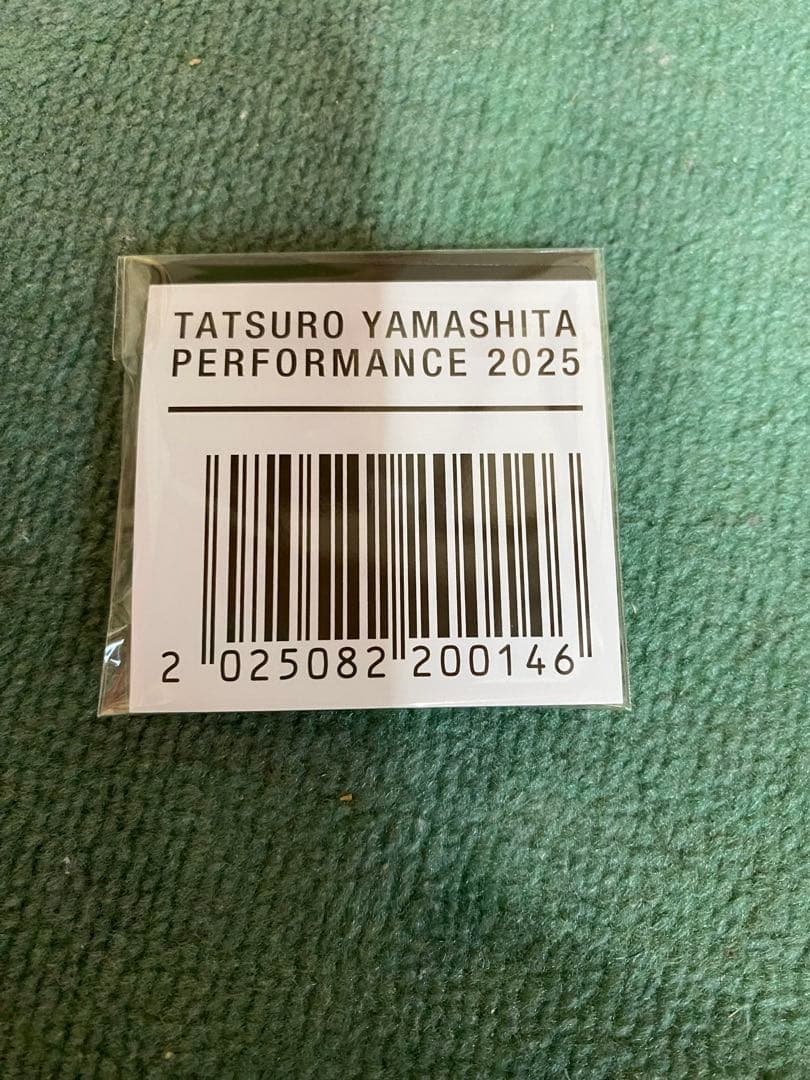 TATSURO YAMASHITA
PERFORMANCE 2025
2 025082 200146